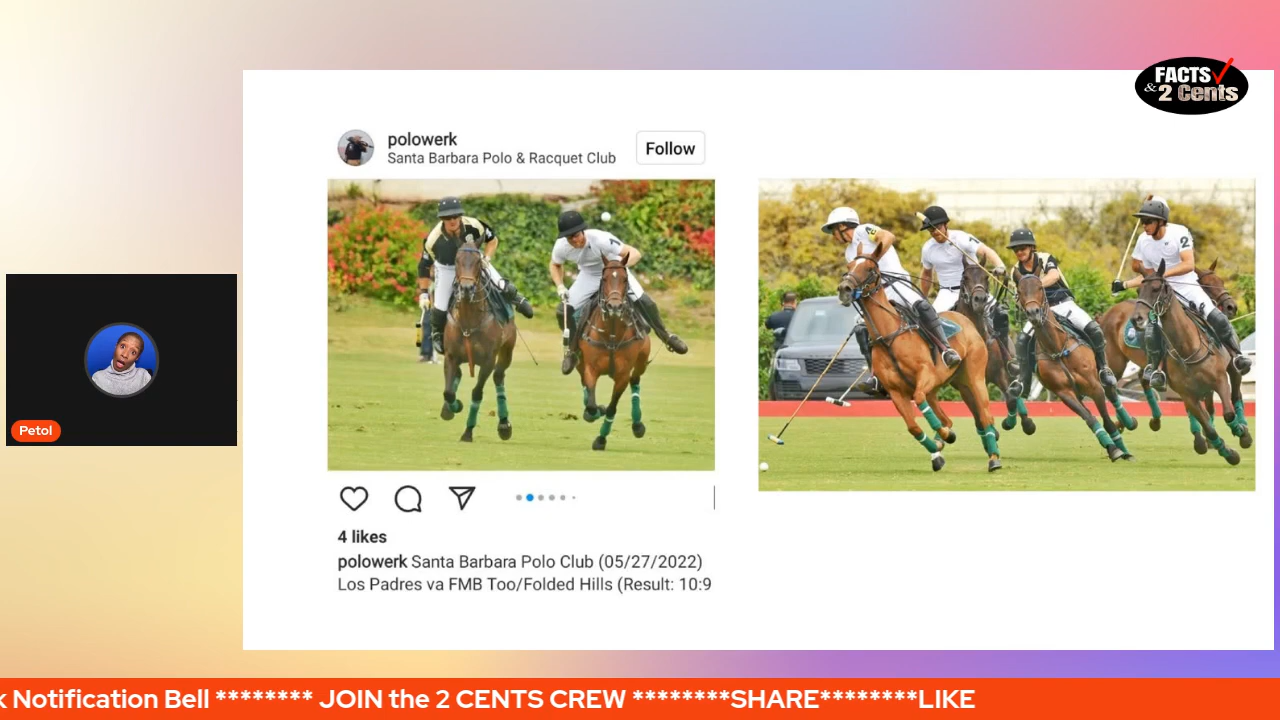 FACTS
& 2 Cents
polowerk
Santa Barbara Polo & Racquet Club
Follow
2
Petol
4 likes
polowerk Santa Barbara Polo Club (05/27/2022)
Los Padres va FMB Too/Folded Hills (Result: 10:9
Notification Bell ******** JOIN the 2 CENTS CREW ********SHARE********LIKE